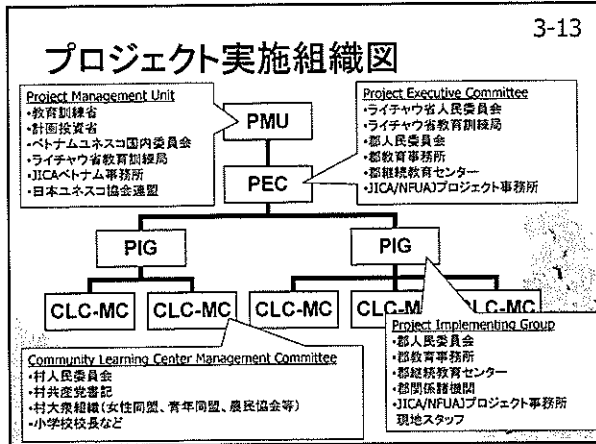 3-13
プロジェクト実施組織図
Project Management Unit
・教育訓練省
・計画投資省
・ベトナムユネスコ国内委員会
・ライチャウ省教育訓練局
・JICAベトナム事務所
・日本ユネスコ協会連盟
PMU
Project Executive Committee
・ライチャウ省人民委員会
・ライチャウ省教育訓練局
・郡人民委員会
・郡教育事務所
・郡継続教育センター
・JICA/NFUAJプロジェクト事務所
PEC
PIG
PIG
CLC-MC
CLC-MC
CLC-MC
CLC-MC
Community Learning Center Management Committee
・村人民委員会
・村共産党書記
・村大衆組織(女性同盟、青年同盟、農民協会等)
・小学校校長など
Project Implementing Group
・郡人民委員会
・郡教育事務所
・郡継続教育センター
・郡関係諸機関
・JICA/NFUAJプロジェクト事務所
現地スタッフ